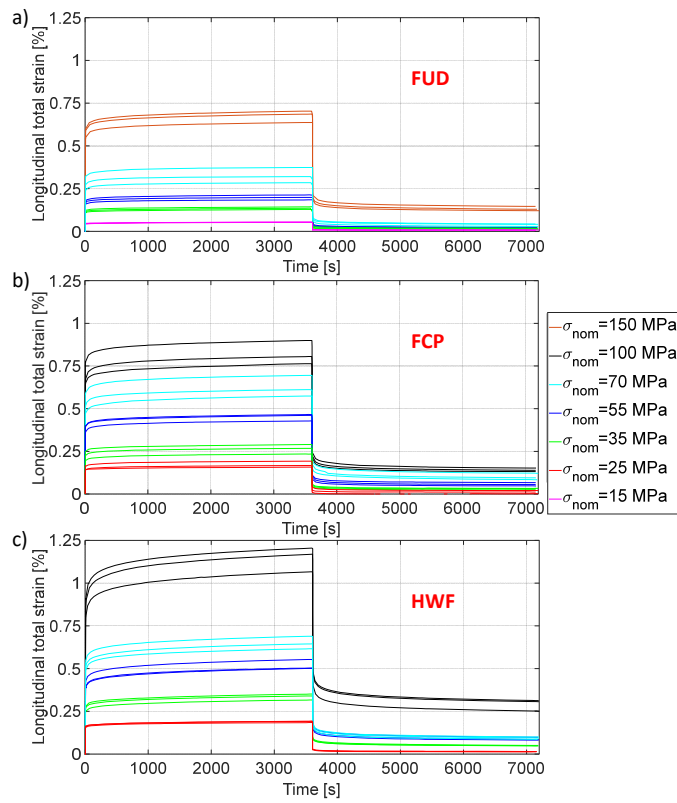 a)
Longitudinal total strain [%]
1.25
1
0.75
0.5
0.25
0
FUD
0 1000 2000 3000 4000 5000 6000 7000
Time [s]
b)
Longitudinal total strain [%]
1.25
1
0.75
0.5
0.25
0
FCP
0 1000 2000 3000 4000 5000 6000 7000
Time [s]
σnom=150 MPa
σnom=100 MPa
σnom=70 MPa
σnom=55 MPa
σnom=35 MPa
σnom=25 MPa
σnom=15 MPa
c)
Longitudinal total strain [%]
1.25
1
0.75
0.5
0.25
0
HWF
0 1000 2000 3000 4000 5000 6000 7000
Time [s]